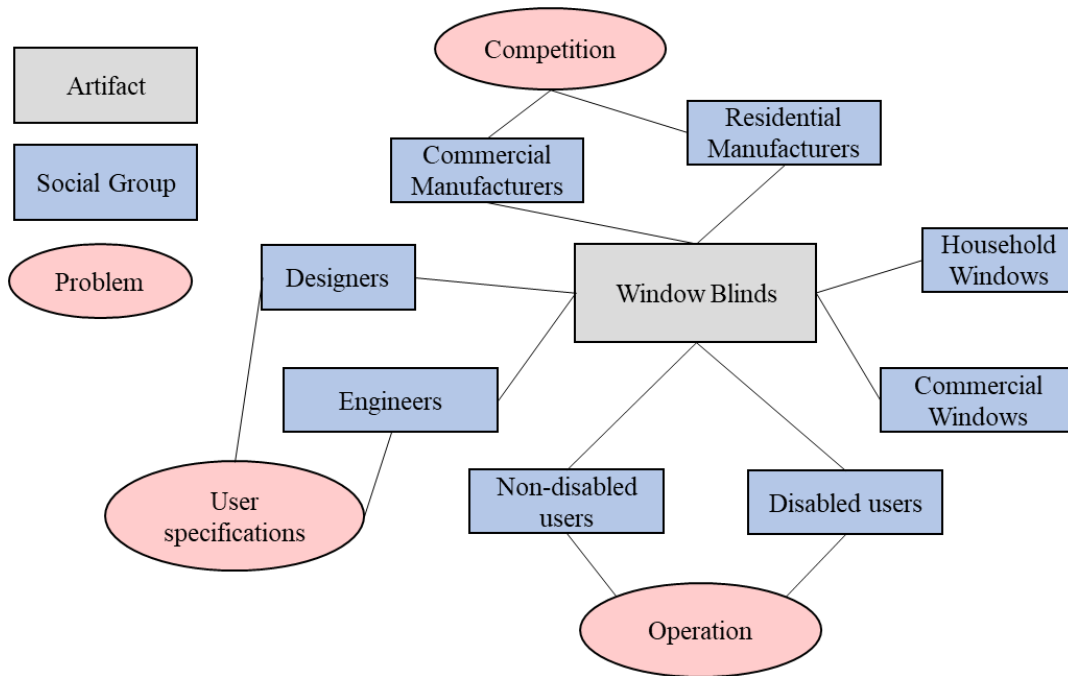 Artifact
Social Group
Problem
Competition
Commercial
Manufacturers
Residential
Manufacturers
Designers
Window Blinds
Household
Windows
Engineers
Commercial
Windows
User
specifications
Non-disabled
users
Disabled users
Operation